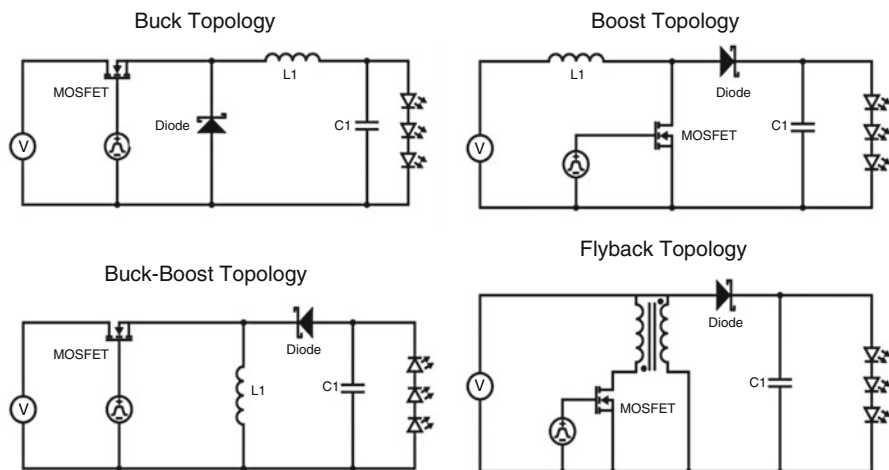 Buck Topology
MOSFET
Diode
L1
C1
V
Boost Topology
L1
Diode
MOSFET
C1
V
Buck-Boost Topology
MOSFET
Diode
L1
C1
V
Flyback Topology
Diode
C1
V
MOSFET